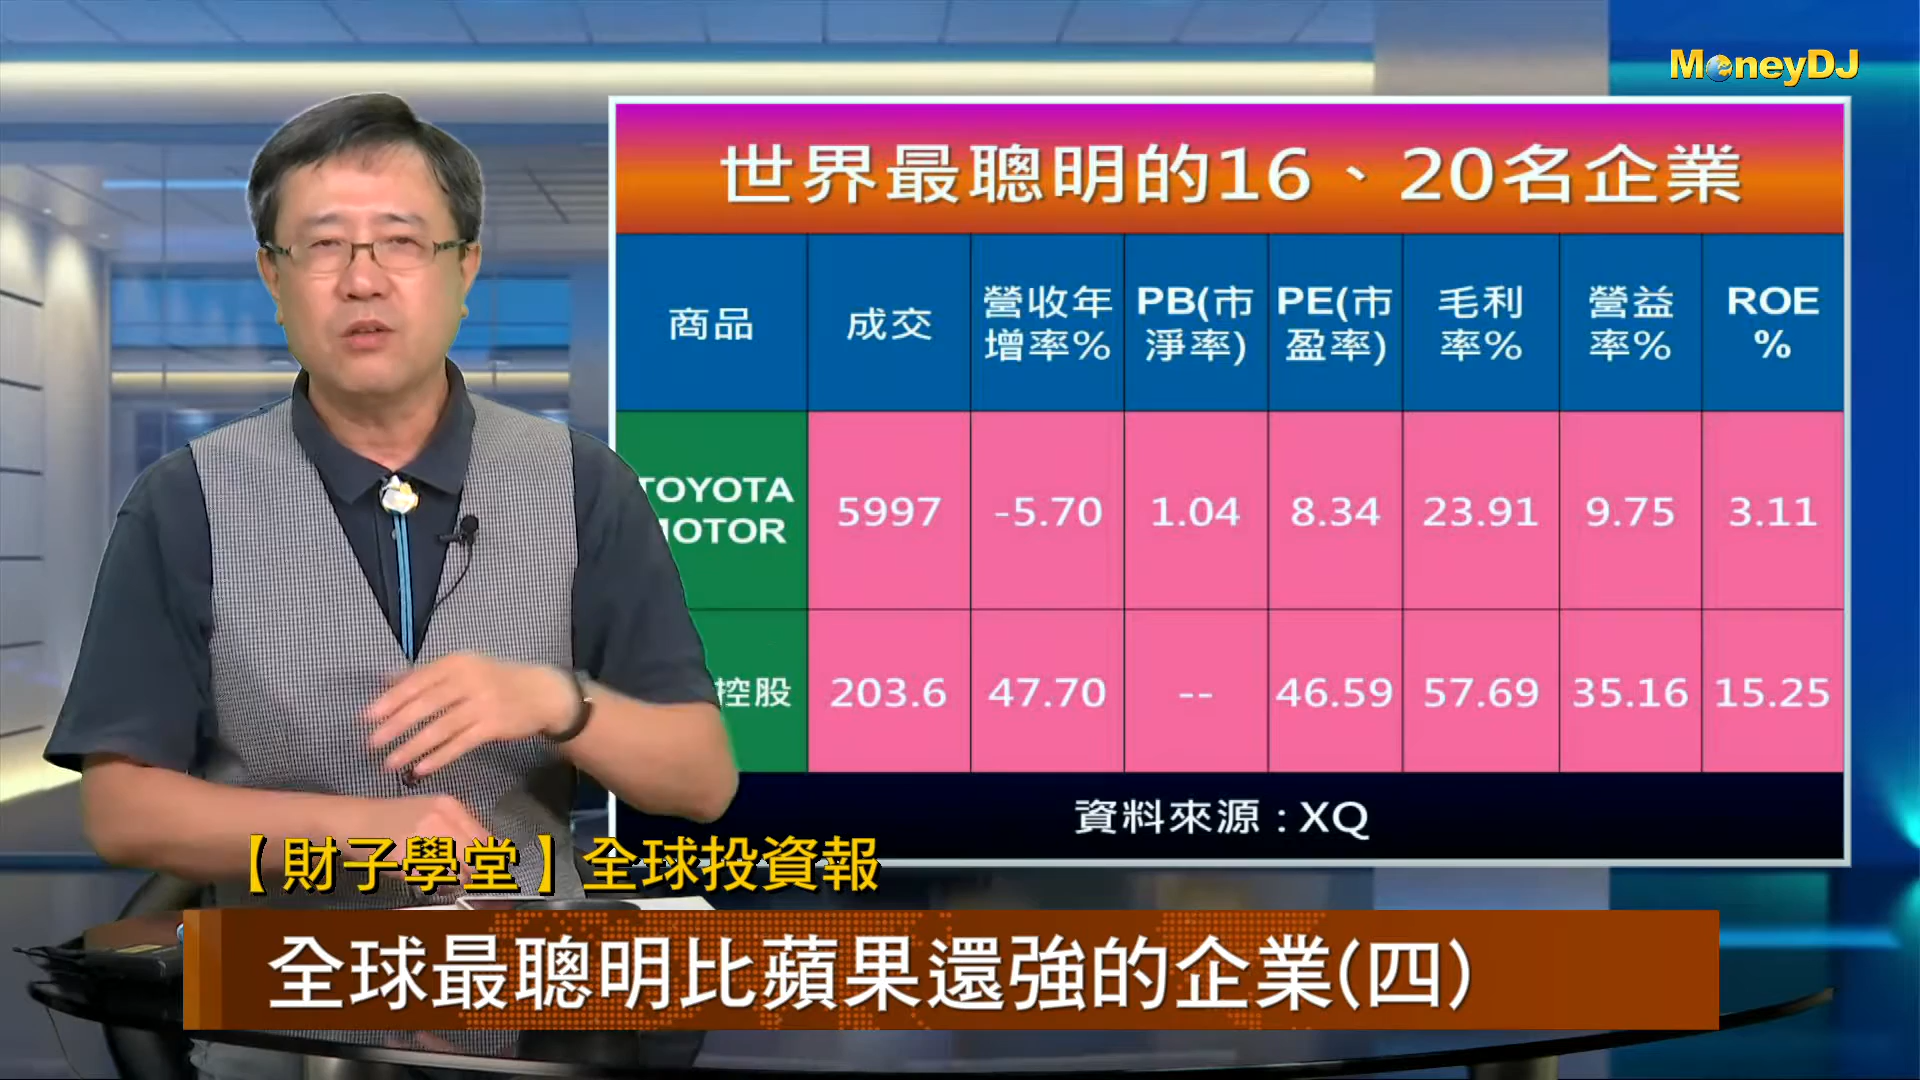 MoneyDJ
世界最聰明的16、20名企業
商品 成交 營收年增率% PB(市淨率) PE(市盈率) 毛利率% 營益率% ROE%
TOYOTA MOTOR 5997 -5.70 1.04 8.34 23.91 9.75 3.11
控股 203.6 47.70 -- 46.59 57.69 35.16 15.25
資料來源:XQ
【財子學堂】全球投資報
全球最聰明比蘋果還強的企業(四)